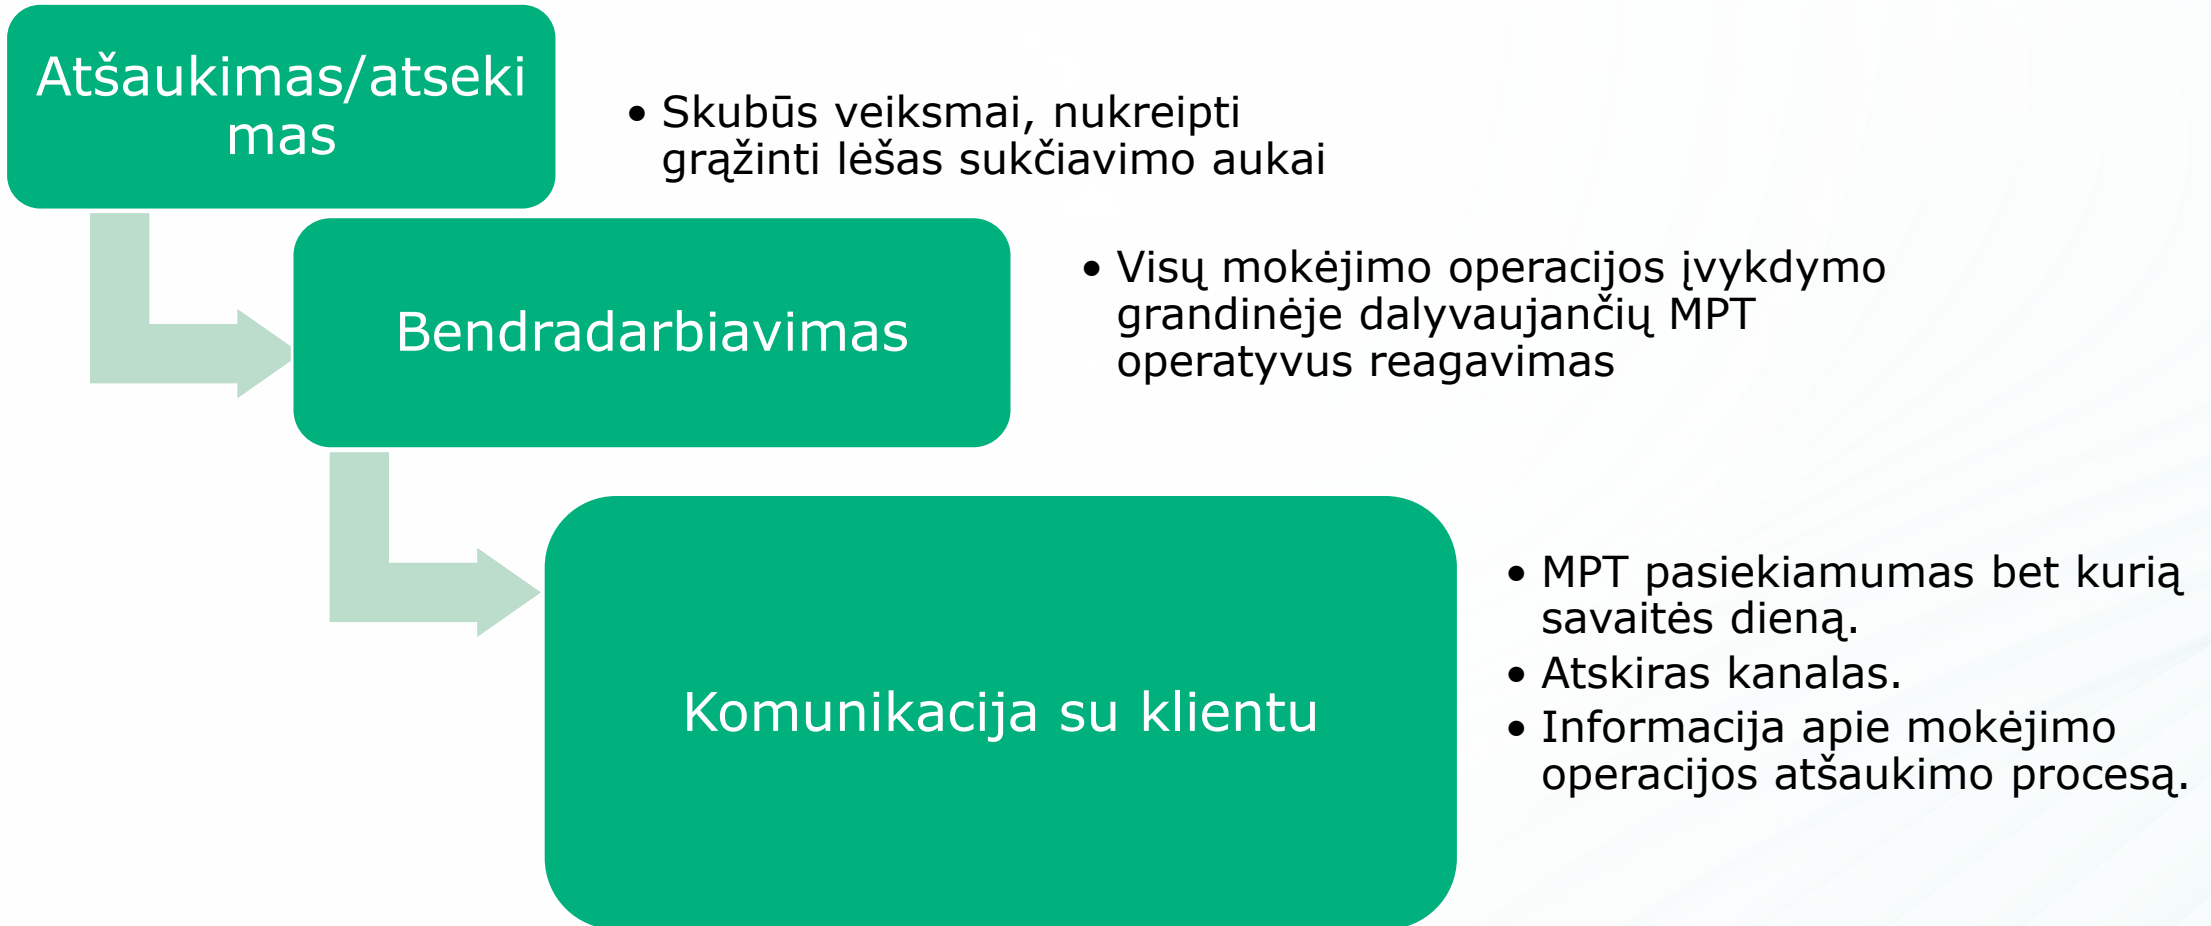 Atšaukimas/atseki
mas
• Skubūs veiksmai, nukreipti
grąžinti lėšas sukčiavimo aukai
Bendradarbiavimas
• Visų mokėjimo operacijos įvykdymo
grandinėje dalyvaujančių MPT
operatyvus reagavimas
Komunikacija su klientu
• MPT pasiekiamumas bet kurią
savaitės dieną.
• Atskiras kanalas.
• Informacija apie mokėjimo
operacijos atšaukimo procesą.